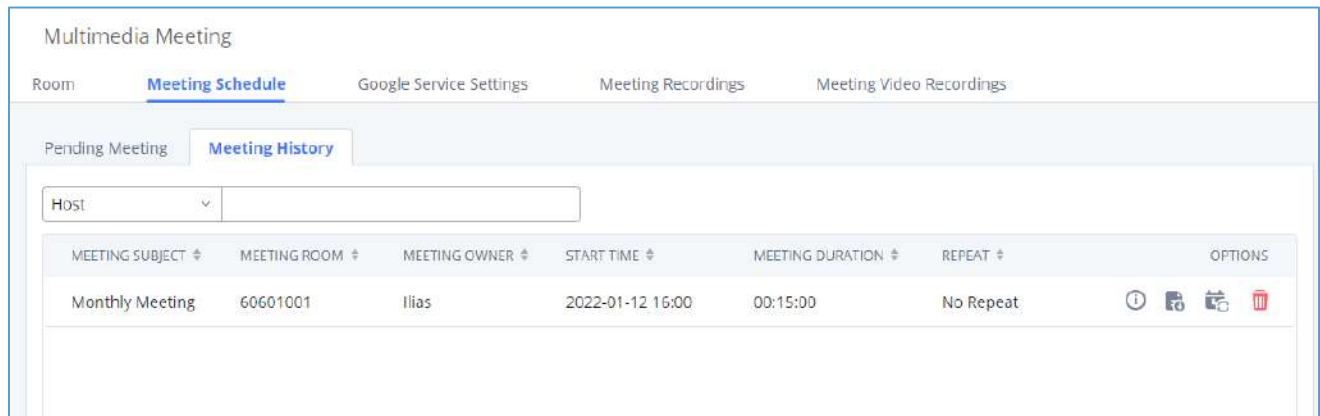 Multimedia Meeting
Room Meeting Schedule Google Service Settings Meeting Recordings Meeting Video Recordings
Pending Meeting Meeting History
Host
MEETING SUBJECT MEETING ROOM MEETING OWNER START TIME MEETING DURATION REPEAT OPTIONS
Monthly Meeting 60601001 Ilias 2022-01-12 16:00 00:15:00 No Repeat